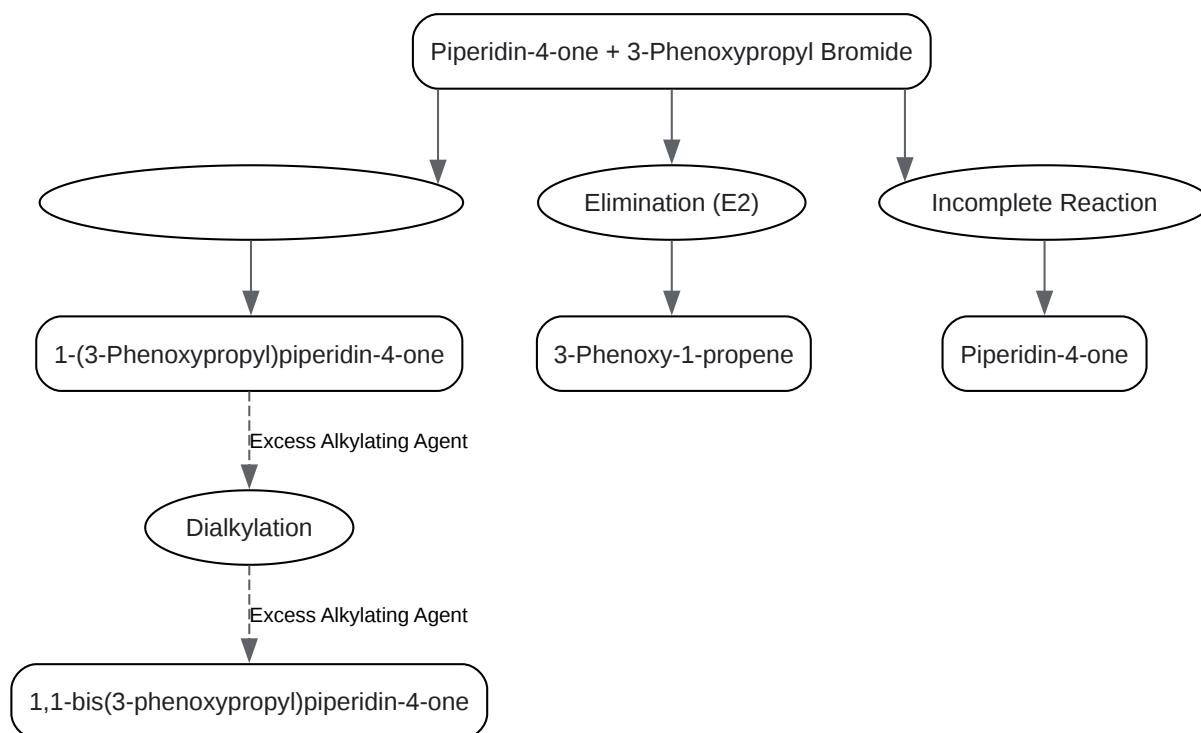 Piperidin-4-one + 3-Phenoxypropyl Bromide
Elimination (E2)
Incomplete Reaction
1-(3-Phenoxypropyl)piperidin-4-one
3-Phenoxy-1-propene
Piperidin-4-one
Excess Alkylating Agent
Dialkylation
Excess Alkylating Agent
1,1-bis(3-phenoxypropyl)piperidin-4-one